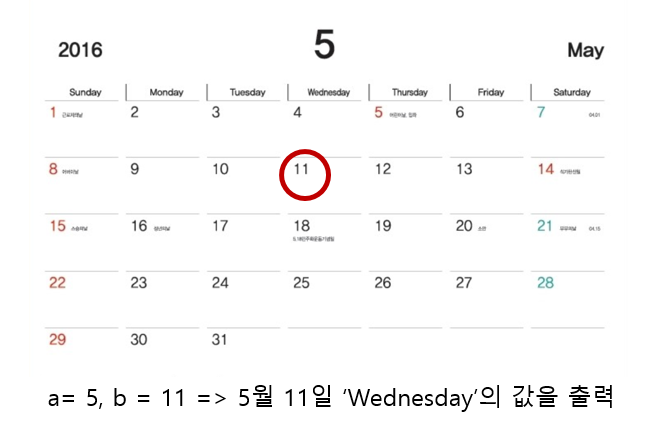 2016 5 May
Sunday Monday Tuesday Wednesday Thursday Friday Saturday
1 근로자의날 2 3 4 5 어린이날, 입하 6 7 04.01
8 어버이날 9 10 11 12 13 14 석가탄신일
15 스승의날 16 성년의날 17 18 19 20 소만 21 부부의날 04.15
5.18민주화운동기념일
22 23 24 25 26 27 28
29 30 31
a= 5, b = 11 => 5월 11일 ‘Wednesday’의 값을 출력